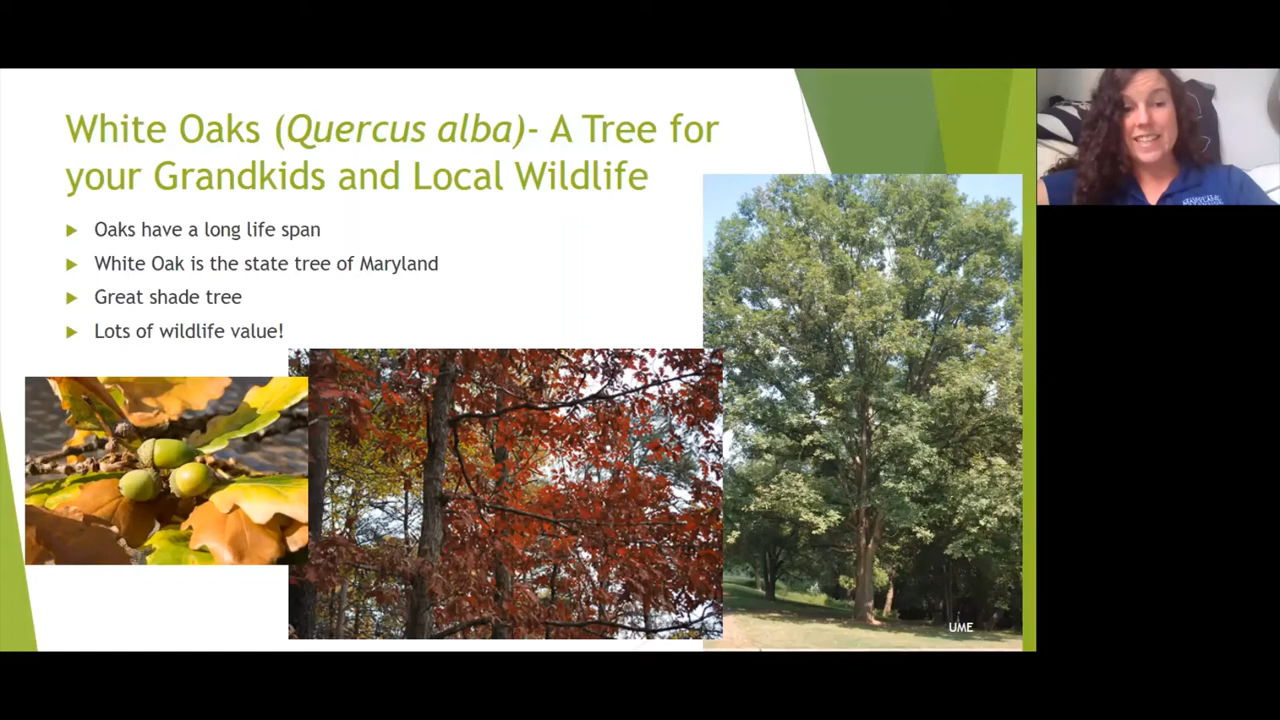 White Oaks (Quercus alba)- A Tree for
your Grandkids and Local Wildlife
Oaks have a long life span
White Oak is the state tree of Maryland
Great shade tree
Lots of wildlife value!
UME